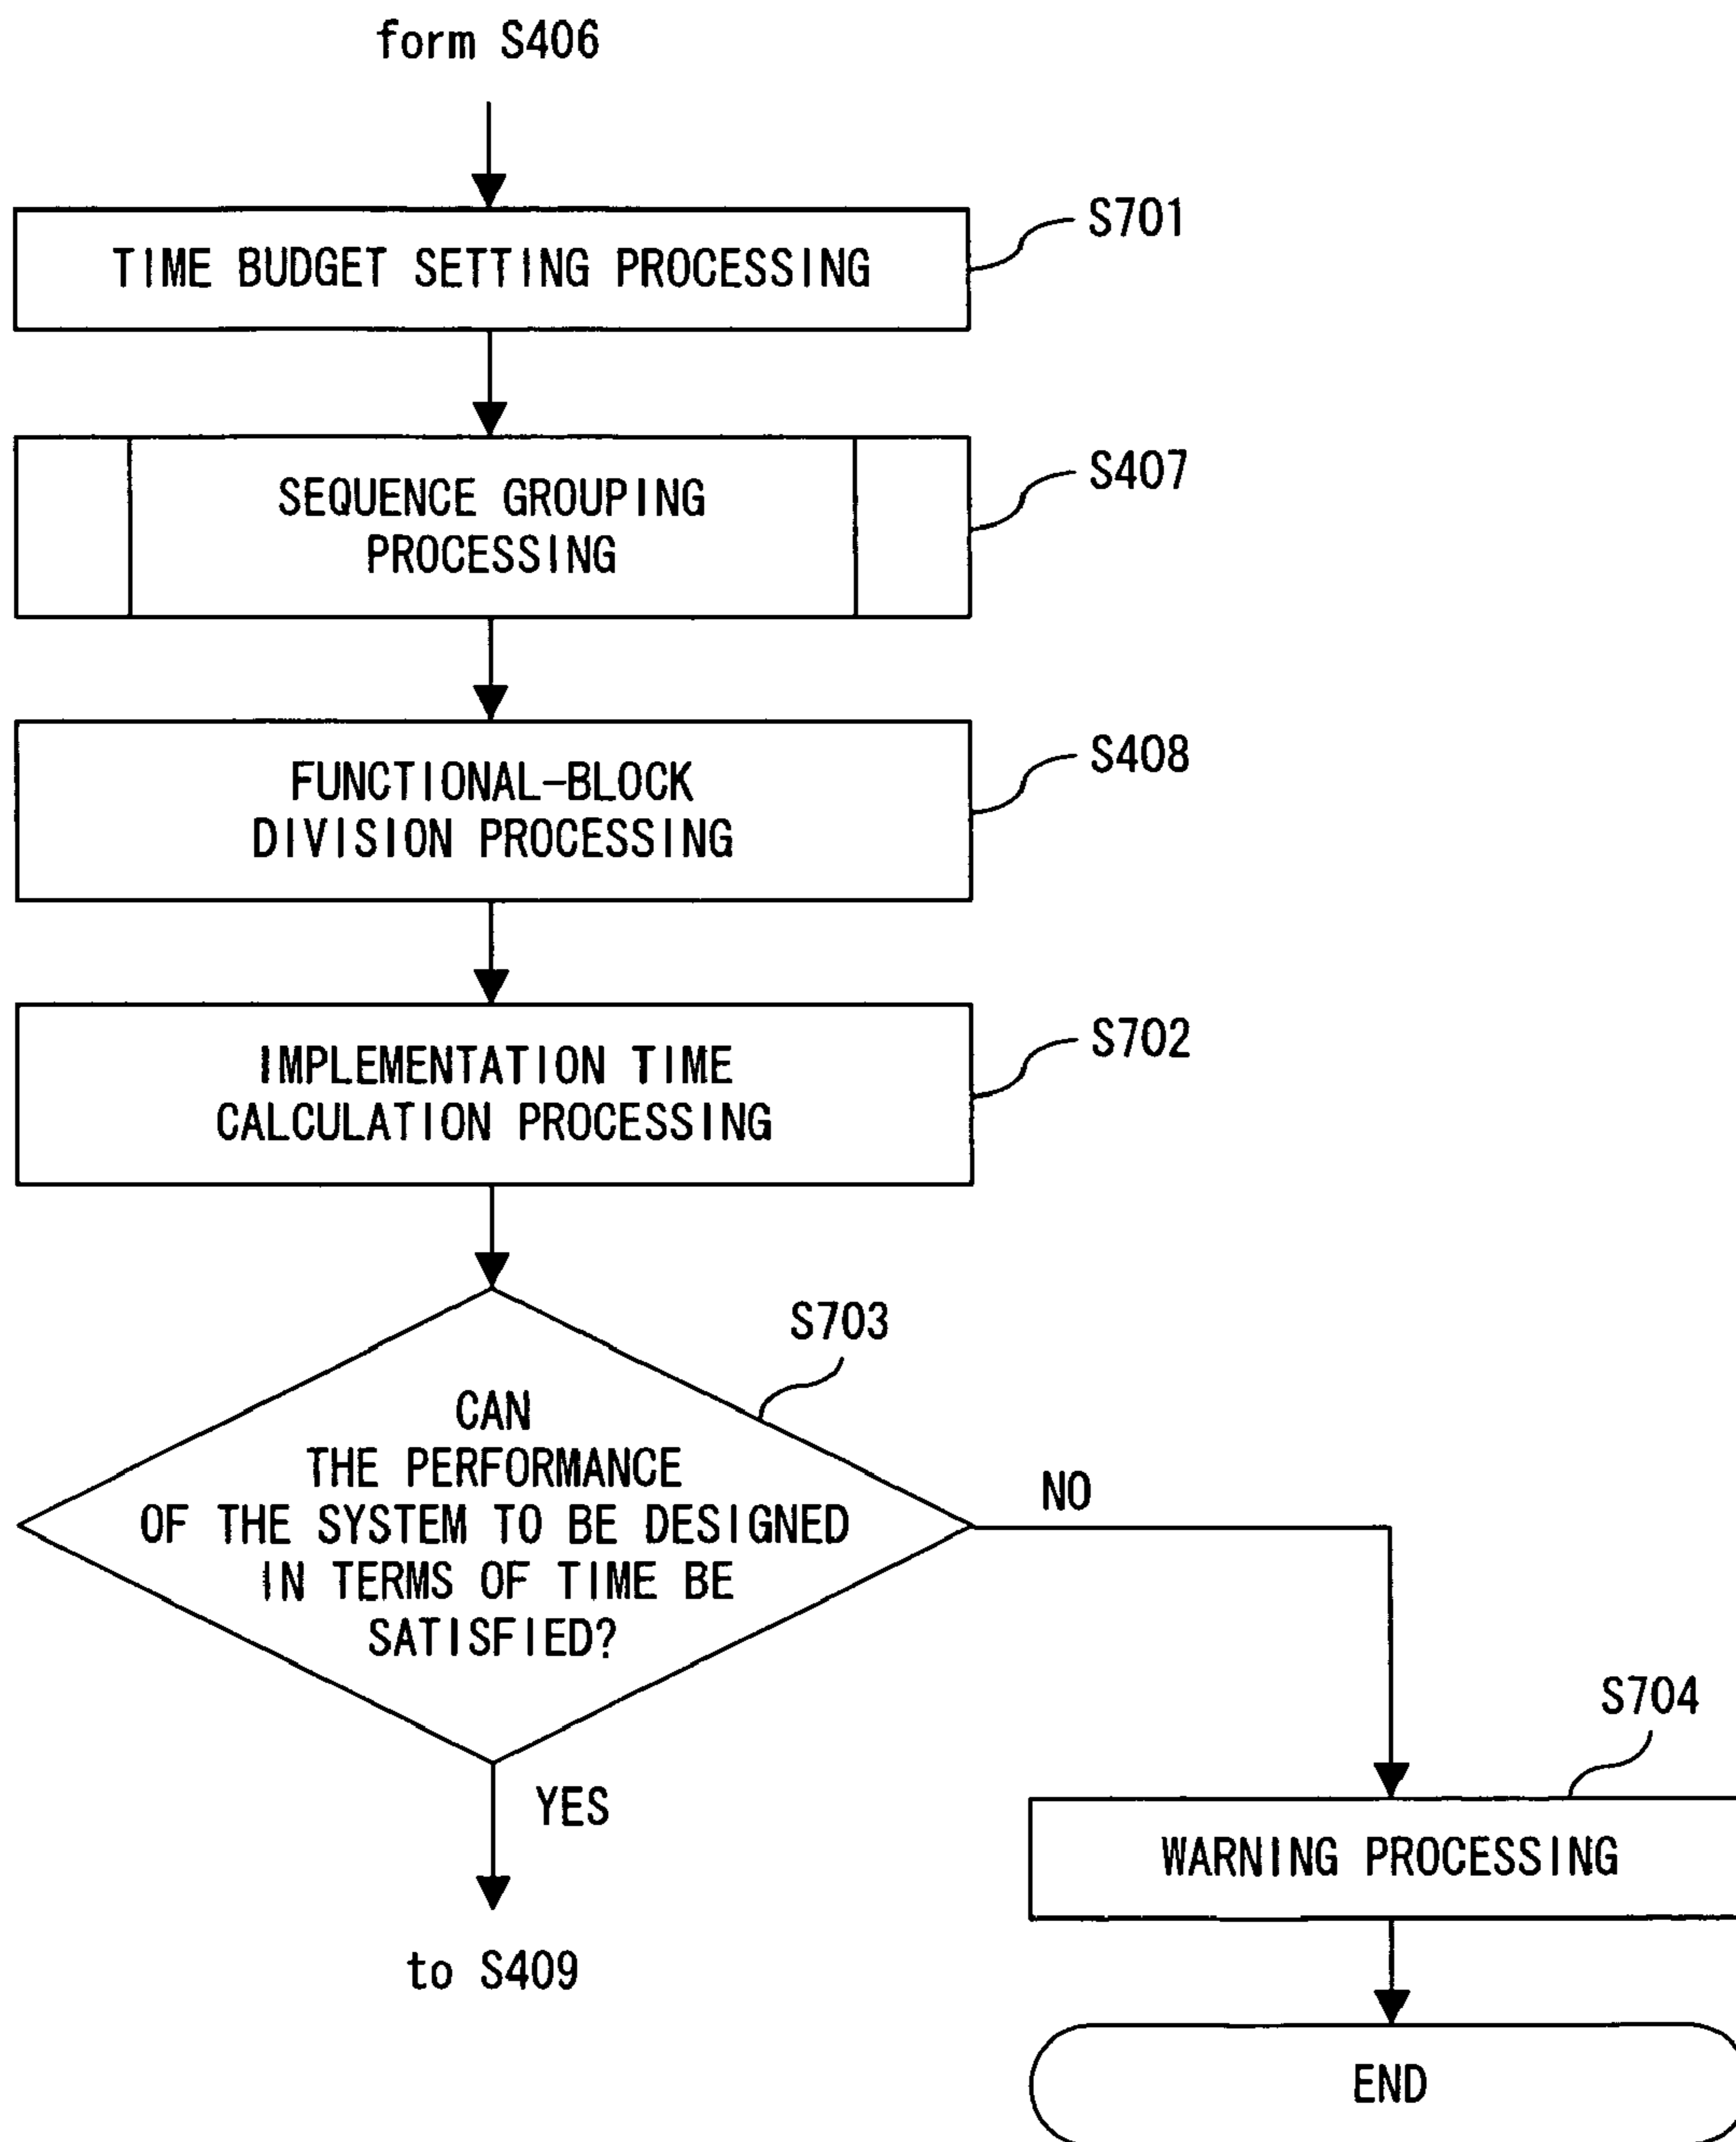 form S406
S701
TIME BUDGET SETTING PROCESSING
S407
SEQUENCE GROUPING
PROCESSING
S408
FUNCTIONAL-BLOCK
DIVISION PROCESSING
S702
IMPLEMENTATION TIME
CALCULATION PROCESSING
S703
CAN
THE PERFORMANCE
OF THE SYSTEM TO BE DESIGNED
IN TERMS OF TIME BE
SATISFIED?
NO
YES
S704
WARNING PROCESSING
to S409
END